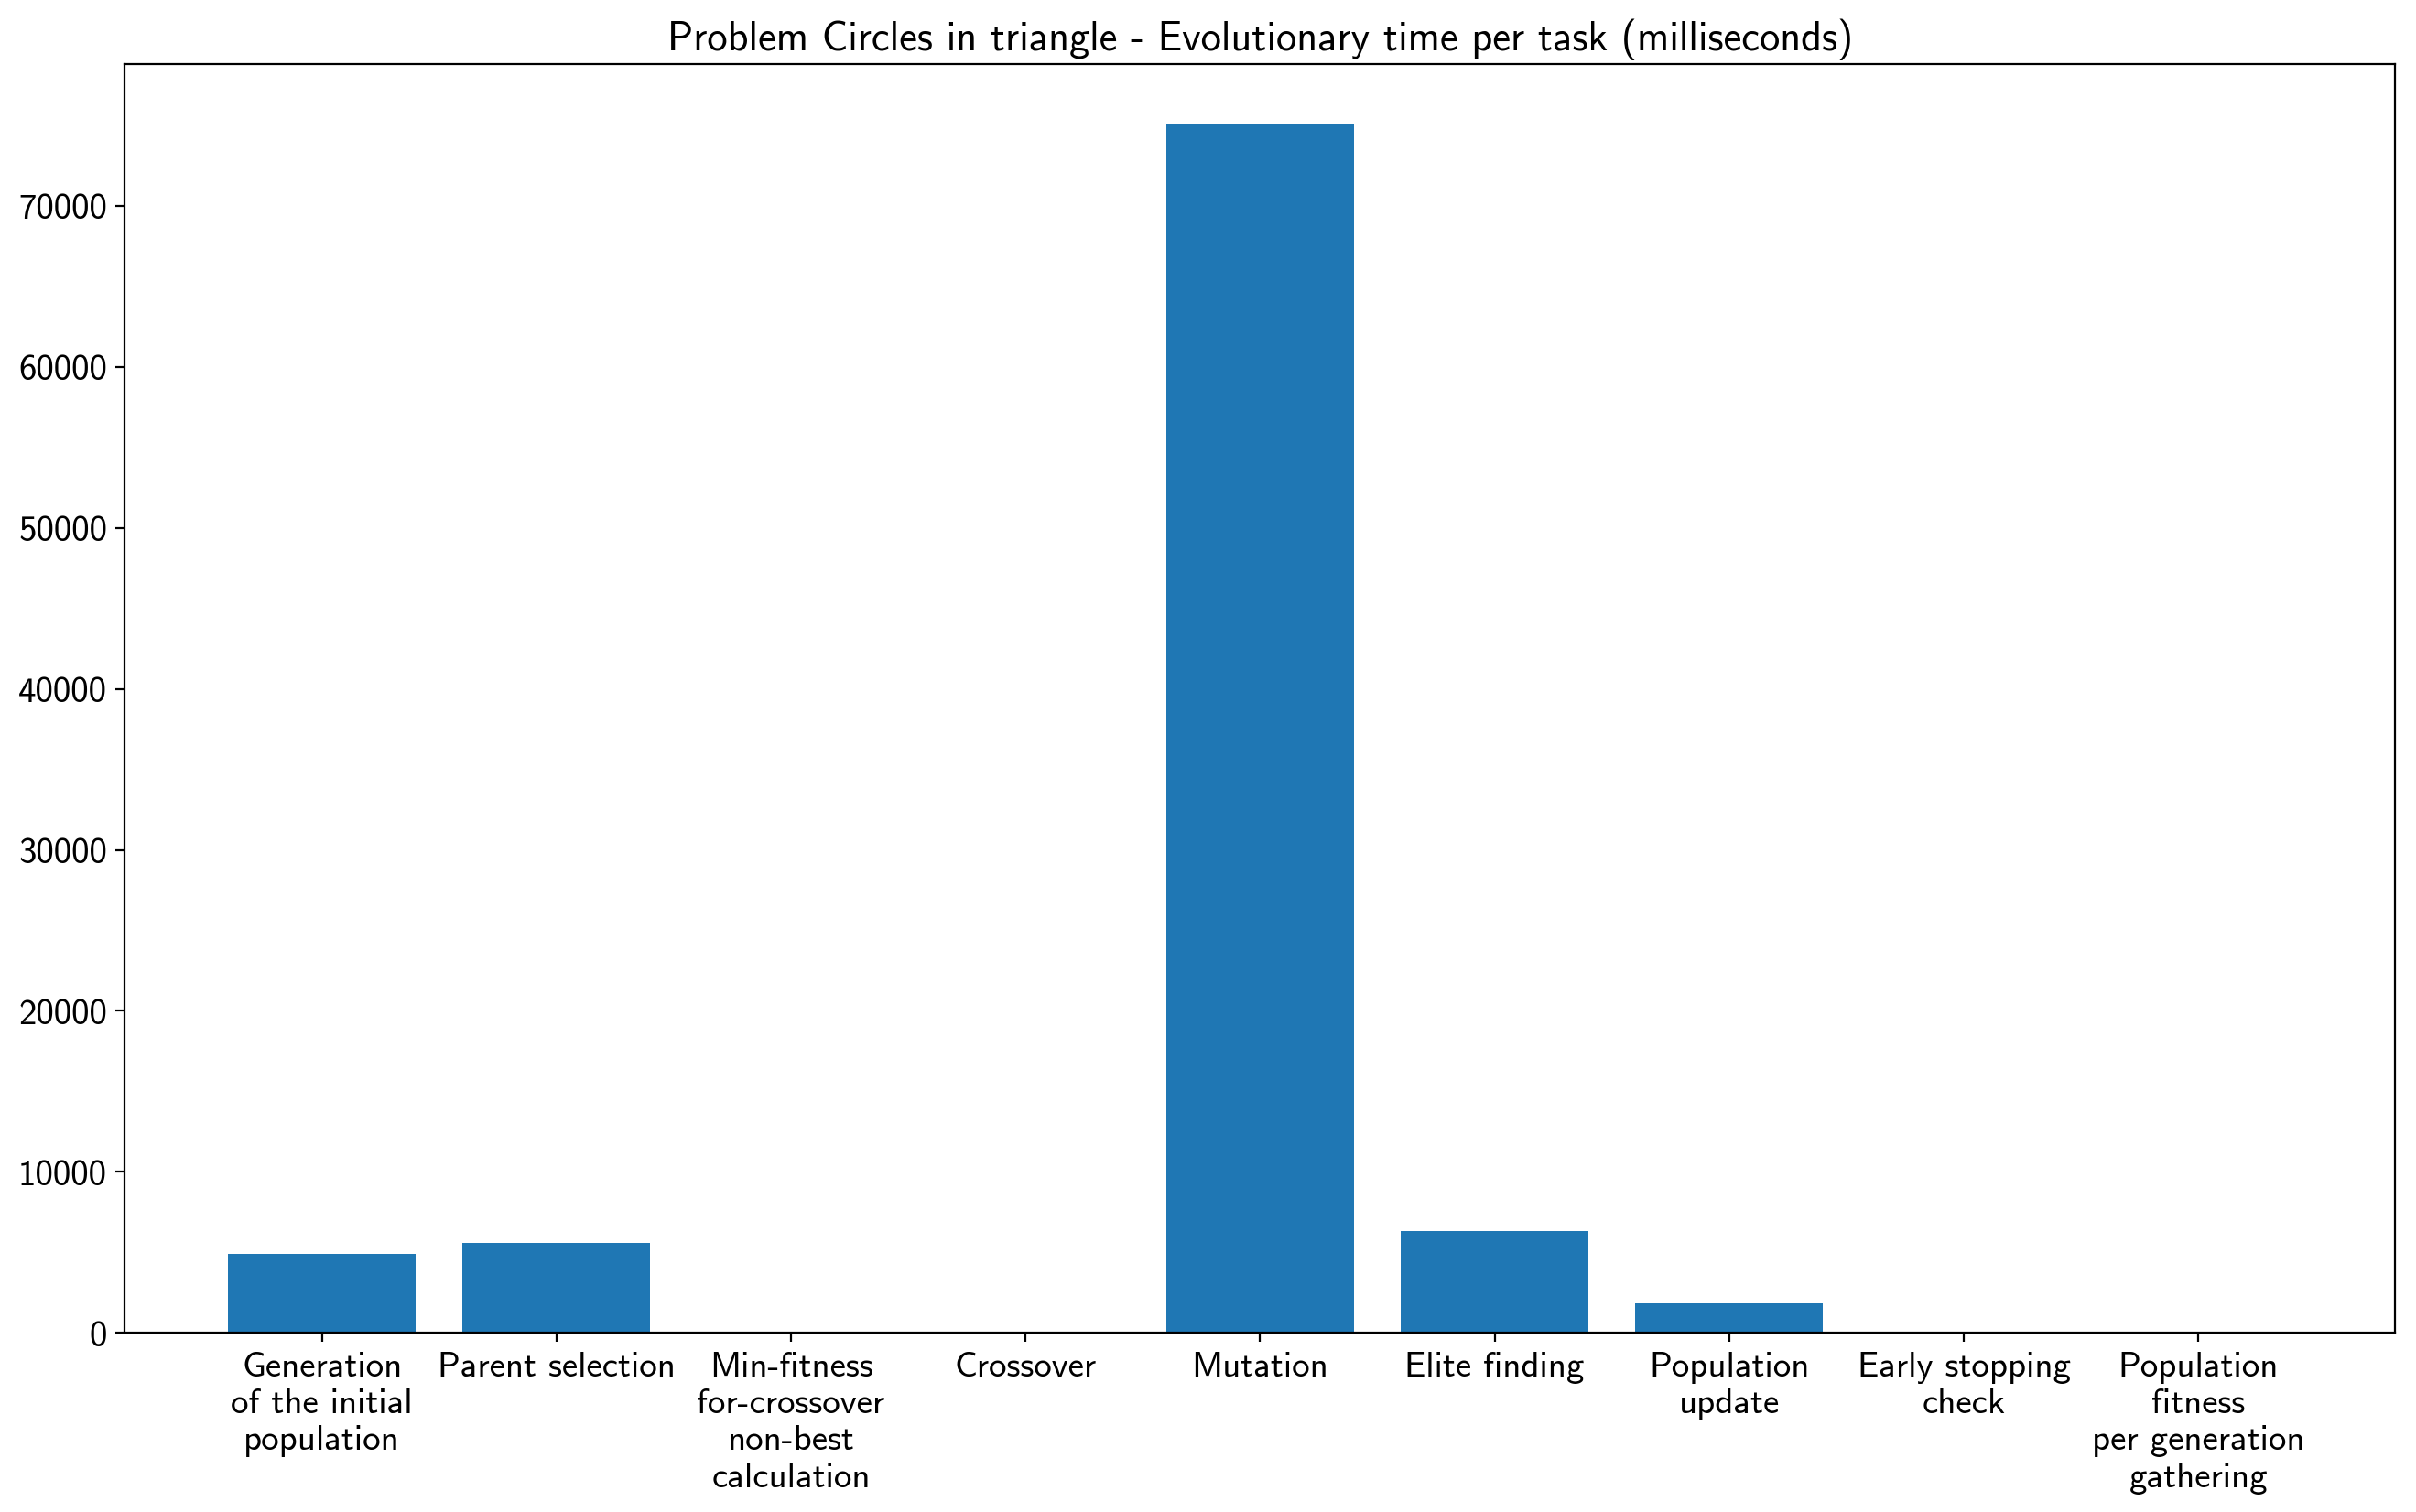 Problem Circles in triangle - Evolutionary time per task (milliseconds)
70000
60000
50000
40000
30000
20000
10000
0
Generation
of the initial
population
Parent selection
Min-fitness
for-crossover
non-best
calculation
Crossover
Mutation
Elite finding
Population
update
Early stopping
check
Population
fitness
per generation
gathering